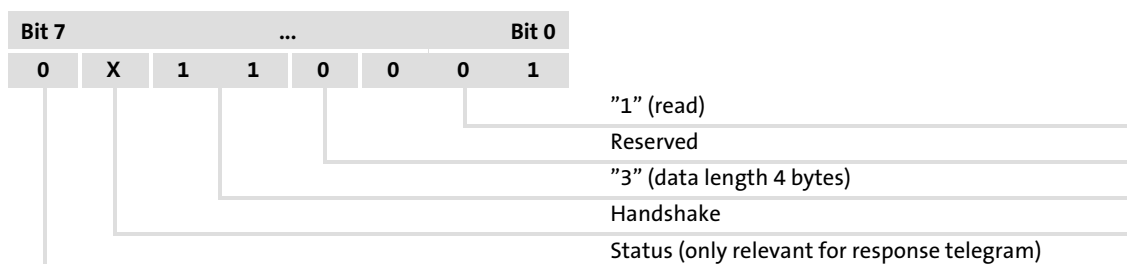 Bit 7 ... Bit 0
0 X 1 1 0 0 0 1
”1” (read)
Reserved
”3” (data length 4 bytes)
Handshake
Status (only relevant for response telegram)